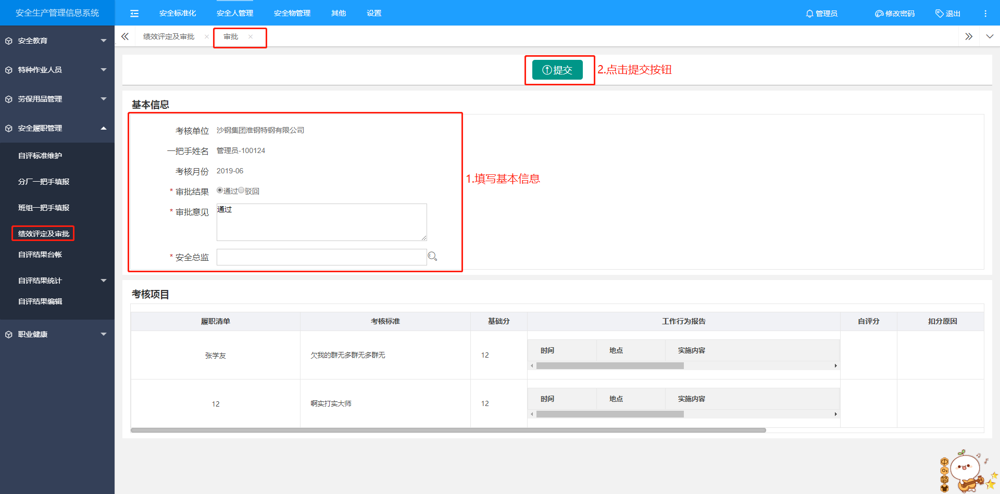 安全生产管理信息系统
安全标准化 安全人管理 安全物管理 其他 设置
管理员 修改密码 退出
绩效评定及审批 × 审批 ×
安全教育
特种作业人员
劳保用品管理
安全履职管理
自评标准维护
分厂一把手填报
班组一把手填报
绩效评定及审批
自评结果台帐
自评结果统计
自评结果编辑
职业健康
提交
2.点击提交按钮
基本信息
考核单位 沙钢集团淮钢特钢有限公司
一把手姓名 管理员-100124
考核月份 2019-06
* 审批结果 通过 驳回
* 审批意见 通过
* 安全总监
1.填写基本信息
考核项目
履职清单 考核标准 基础分 工作行为报告 自评分 扣分原因
张学友 欠我的群无多群无多群无 12 时间 地点 实施内容
12 啊实打实大师 12 时间 地点 实施内容
中
简